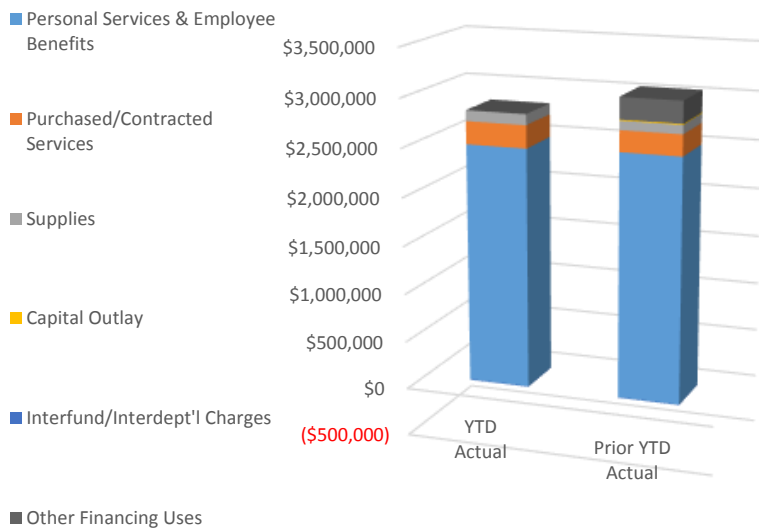 Personal Services & Employee
Benefits
Purchased/Contracted
Services
Supplies
Capital Outlay
Interfund/Interdept'l Charges
Other Financing Uses
$3,500,000
$3,000,000
$2,500,000
$2,000,000
$1,500,000
$1,000,000
$500,000
$0
($500,000)
YTD
Actual
Prior YTD
Actual